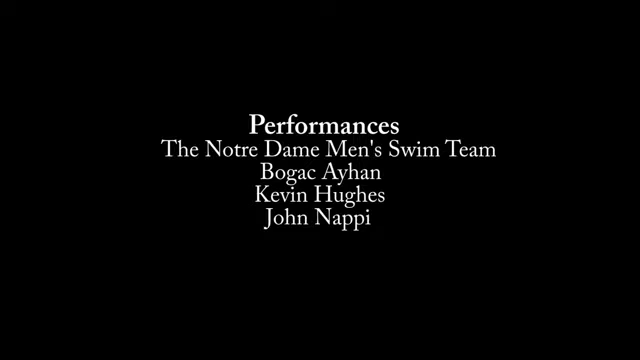 Performances
The Notre Dame Men's Swim Team
Bogac Ayhan
Kevin Hughes
John Nappi